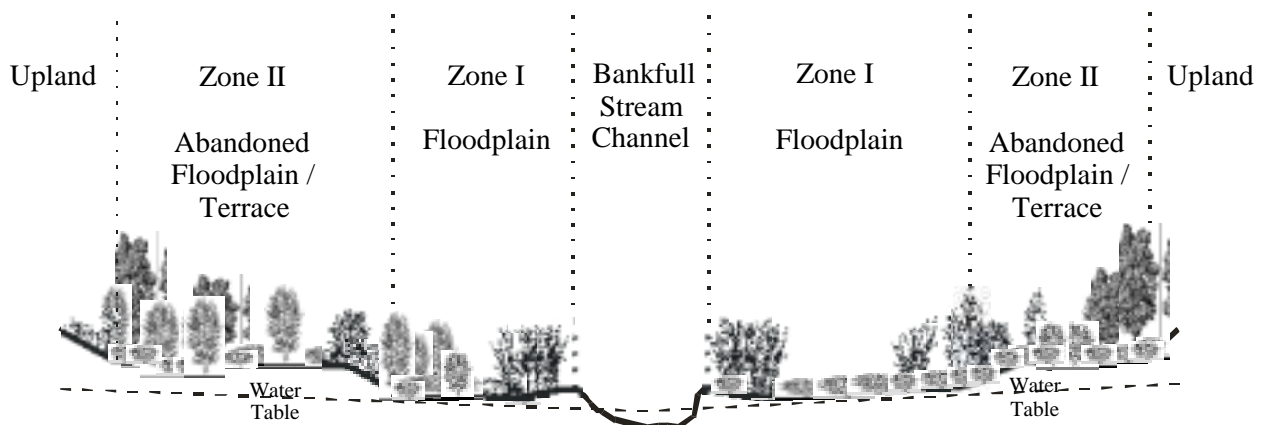 Upland
Zone II
Zone I
Bankfull
Stream
Channel
Zone I
Zone II
Upland
Abandoned
Floodplain /
Terrace
Floodplain
Floodplain
Abandoned
Floodplain /
Terrace
Water
Table
Water
Table